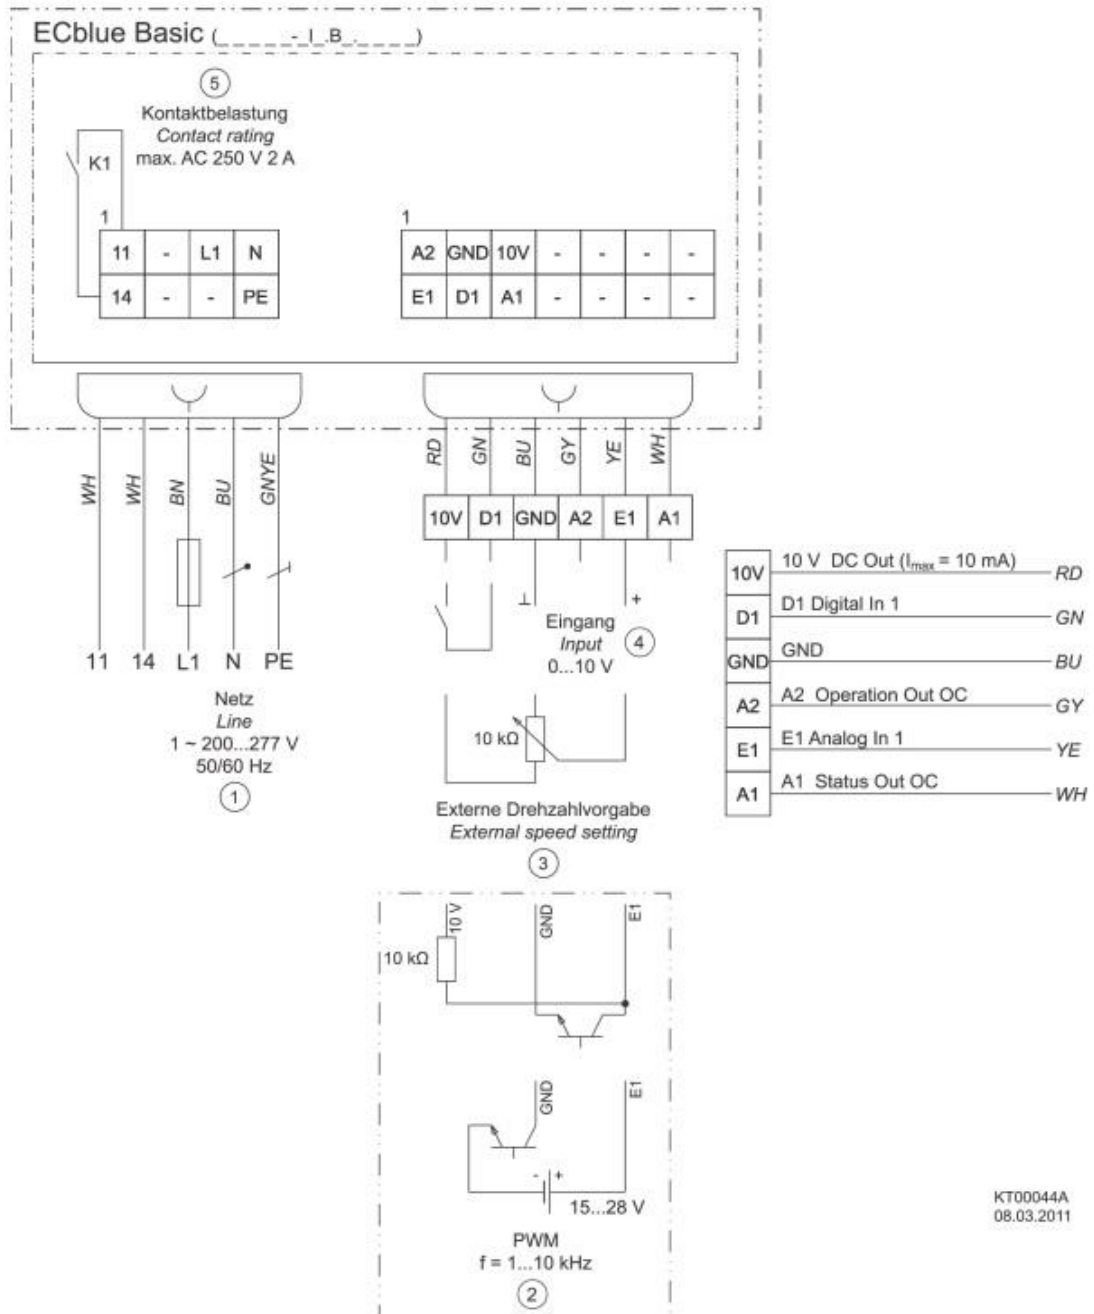 ECblue Basic (_ _ _ _ _ - _ I _.B _._ _ _ _ _)
5
Kontaktbelastung
Contact rating
max. AC 250 V 2 A
K1
1
11 - L1 N
14 - - PE
1
A2 GND 10V - - - -
E1 D1 A1 - - - -
WH WH BN BU GNYE
11 14 L1 N PE
Netz
Line
1 ~ 200...277 V
50/60 Hz
1
RD GN BU GY YE WH
10V D1 GND A2 E1 A1
⊥ +
Eingang
Input
0...10 V
4
10 kΩ
Externe Drehzahlvorgabe
External speed setting
3
10V 10 V DC Out (Imax = 10 mA) RD
D1 D1 Digital In 1 GN
GND GND BU
A2 A2 Operation Out OC GY
E1 E1 Analog In 1 YE
A1 A1 Status Out OC WH
10 V GND E1
10 kΩ
GND E1
- +
15...28 V
PWM
f = 1...10 kHz
2
KT00044A
08.03.2011